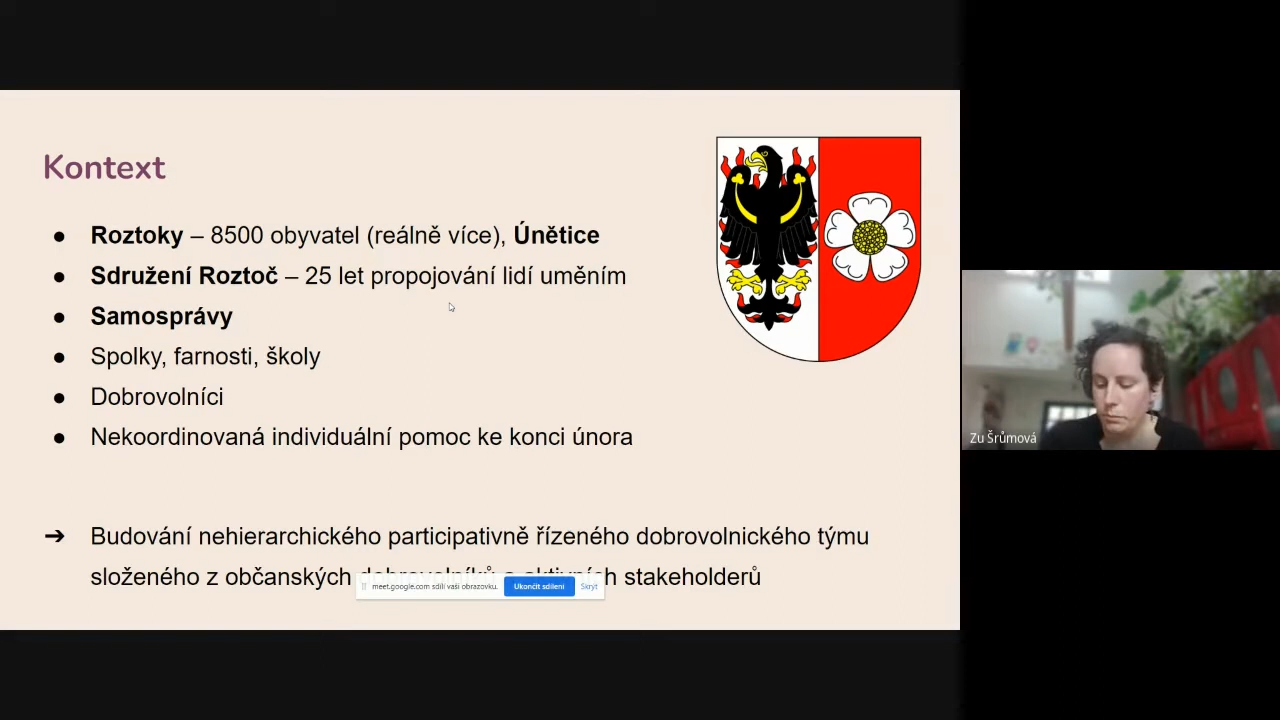 Kontext
● Roztoky – 8500 obyvatel (reálně více), Únětice
● Sdružení Roztoč – 25 let propojování lidí uměním
● Samosprávy
● Spolky, farnosti, školy
● Dobrovolníci
● Nekoordinovaná individuální pomoc ke konci února
➔ Budování nehierarchického participativně řízeného dobrovolnického týmu
složeného z občanských dobrovolníků a aktivních stakeholderů
meet.google.com sdílí vaši obrazovku. Ukončit sdílení Skrýt
Zu Šrůmová